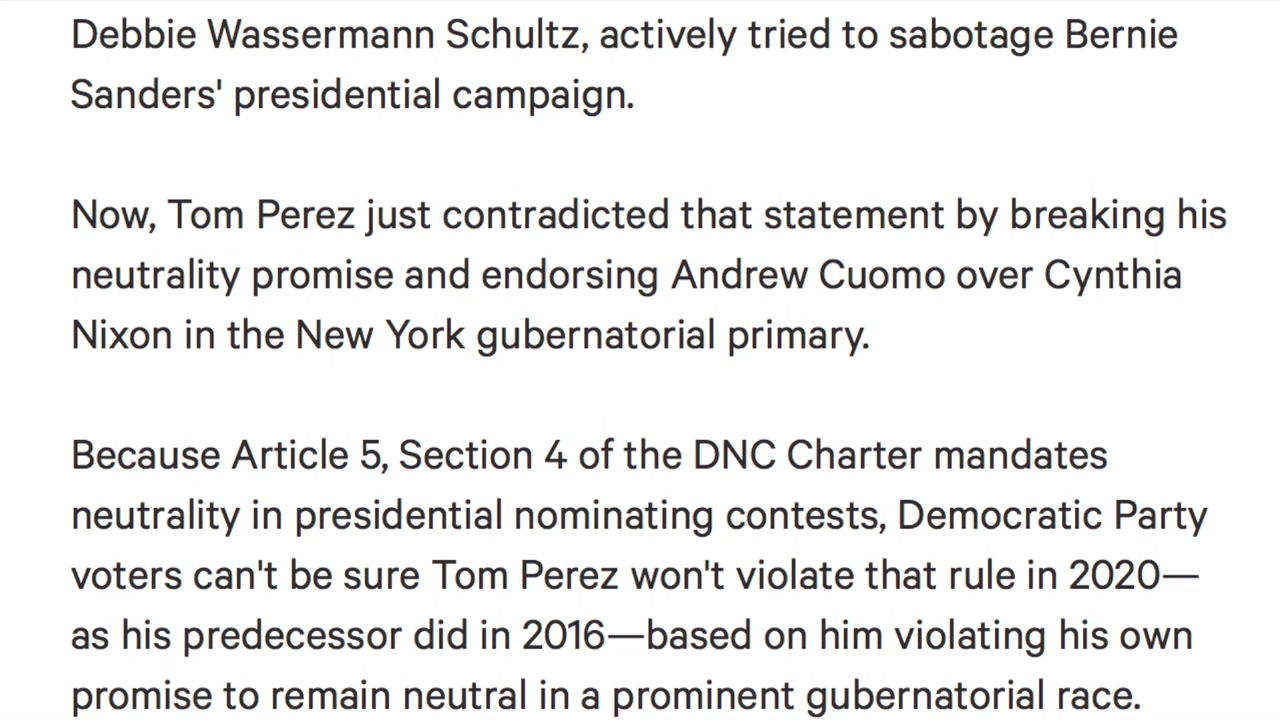 Debbie Wassermann Schultz, actively tried to sabotage Bernie
Sanders' presidential campaign.
Now, Tom Perez just contradicted that statement by breaking his
neutrality promise and endorsing Andrew Cuomo over Cynthia
Nixon in the New York gubernatorial primary.
Because Article 5, Section 4 of the DNC Charter mandates
neutrality in presidential nominating contests, Democratic Party
voters can't be sure Tom Perez won't violate that rule in 2020—
as his predecessor did in 2016—based on him violating his own
promise to remain neutral in a prominent gubernatorial race.